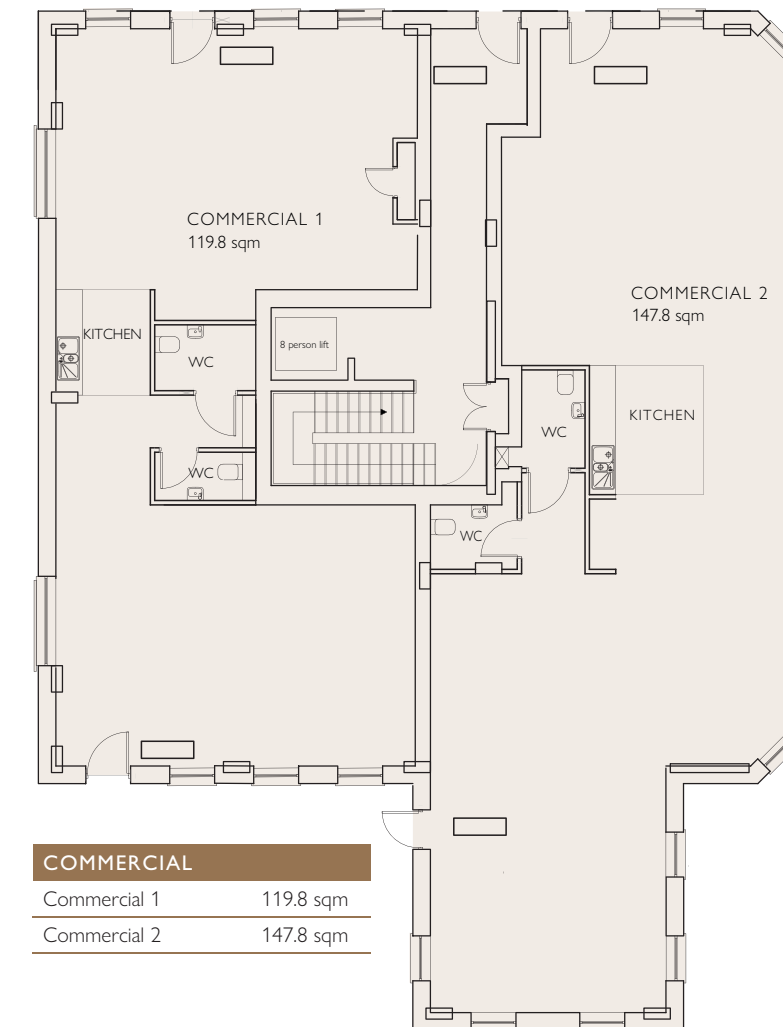 COMMERCIAL 1
119.8 sqm
COMMERCIAL 2
147.8 sqm
KITCHEN
8 person lift
WC
KITCHEN
WC
WC
WC
COMMERCIAL
Commercial 1 119.8 sqm
Commercial 2 147.8 sqm